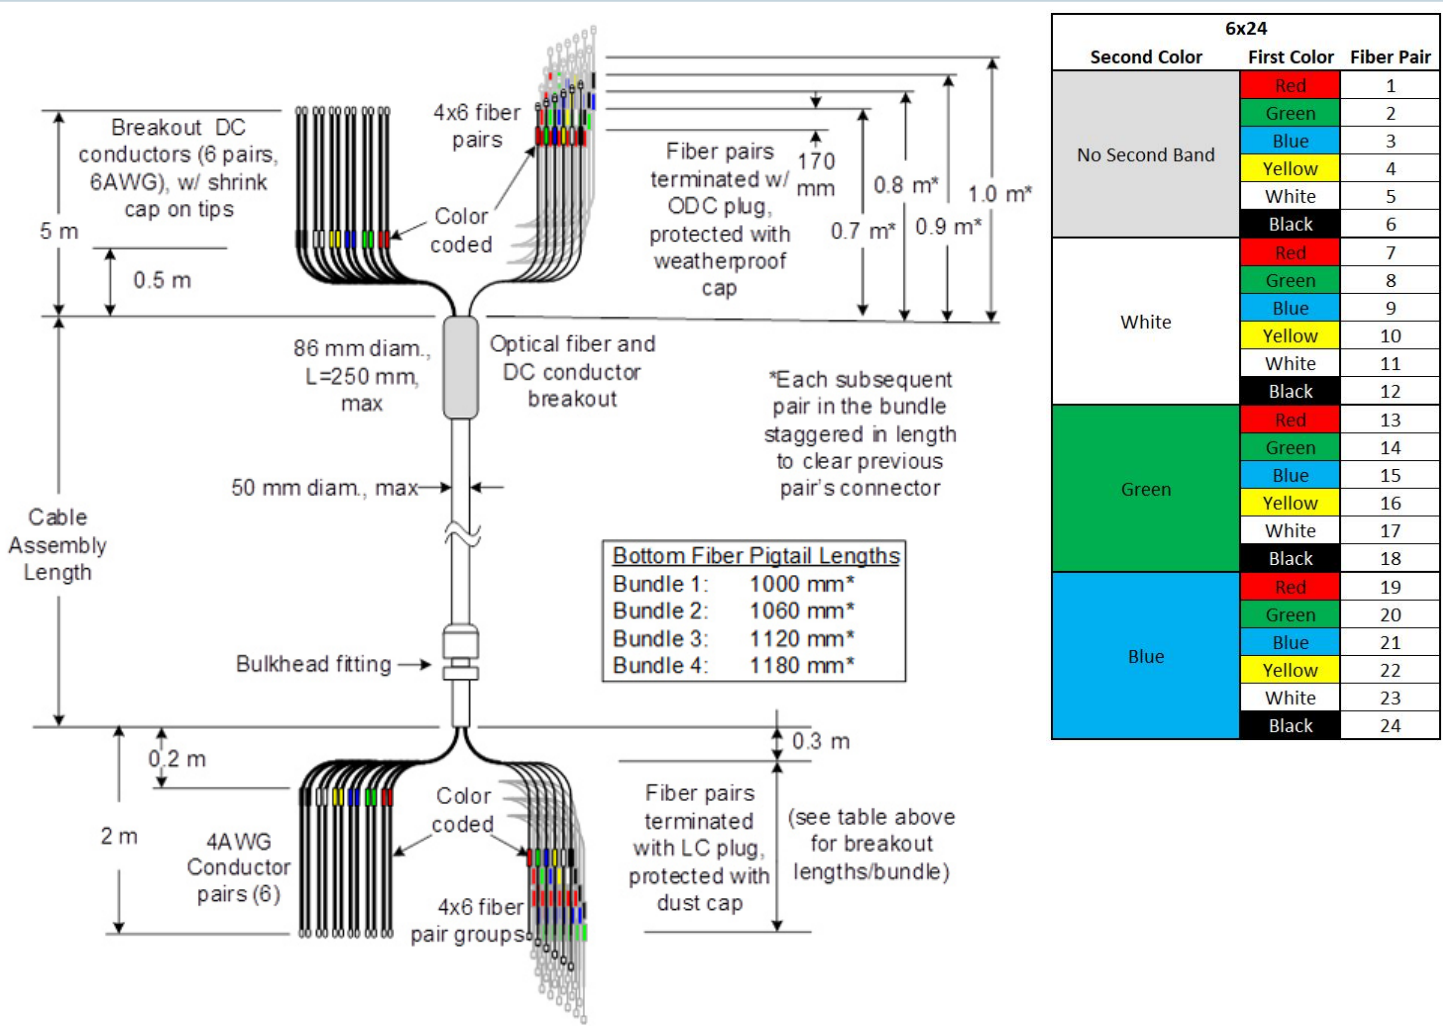 Breakout DC
conductors (6 pairs,
6AWG), w/ shrink
cap on tips
5 m
0.5 m
4x6 fiber
pairs
Color
coded
Fiber pairs
terminated w/
ODC plug,
protected with
weatherproof
cap
170
mm
0.7 m*
0.8 m*
0.9 m*
1.0 m*
86 mm diam.,
L=250 mm,
max
Optical fiber and
DC conductor
breakout
*Each subsequent
pair in the bundle
staggered in length
to clear previous
pair's connector
50 mm diam., max
Cable
Assembly
Length
Bottom Fiber Pigtail Lengths
Bundle 1: 1000 mm*
Bundle 2: 1060 mm*
Bundle 3: 1120 mm*
Bundle 4: 1180 mm*
Bulkhead fitting
0.2 m
2 m
4AWG
Conductor
pairs (6)
Color
coded
4x6 fiber
pair groups
0.3 m
Fiber pairs
terminated
with LC plug,
protected with
dust cap
(see table above
for breakout
lengths/bundle)
6x24
Second Color First Color Fiber Pair
No Second Band
Red 1
Green 2
Blue 3
Yellow 4
White 5
Black 6
White
Red 7
Green 8
Blue 9
Yellow 10
White 11
Black 12
Green
Red 13
Green 14
Blue 15
Yellow 16
White 17
Black 18
Blue
Red 19
Green 20
Blue 21
Yellow 22
White 23
Black 24